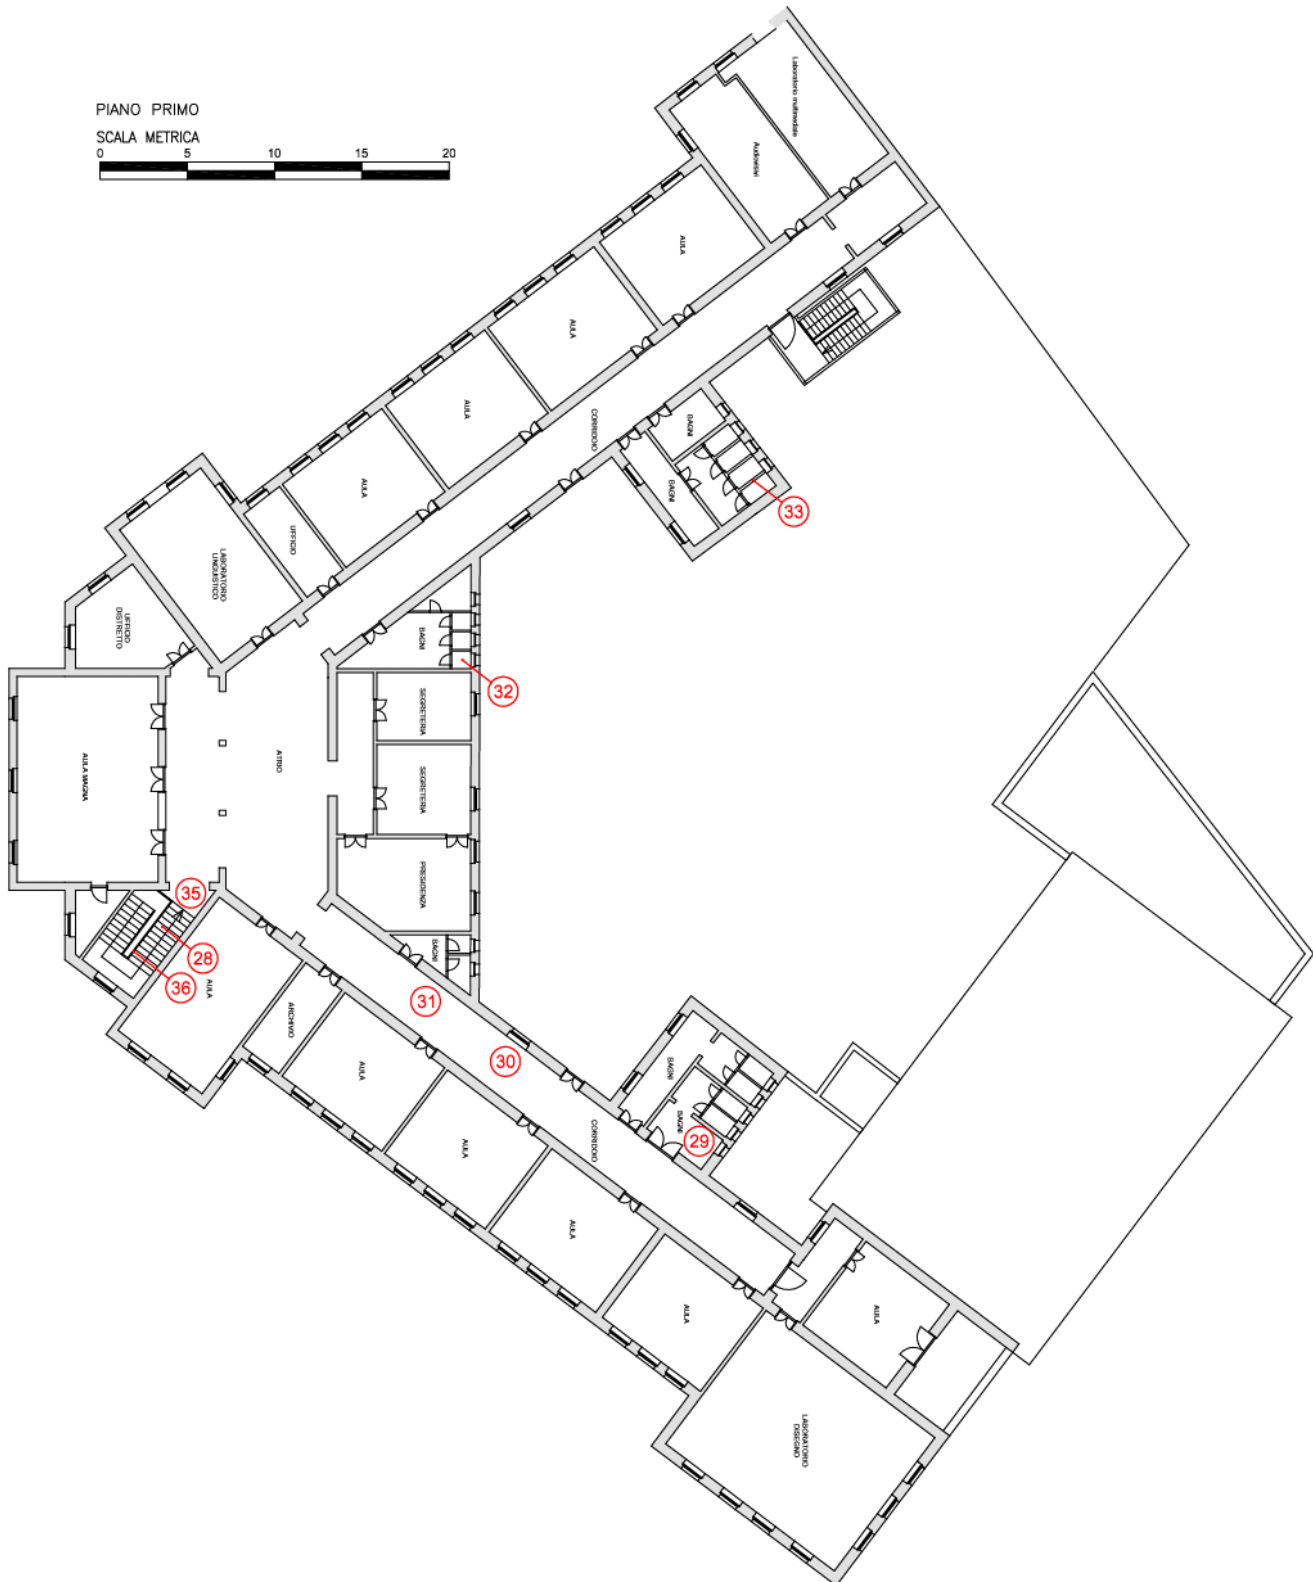 PIANO PRIMO
SCALA METRICA
0 5 10 15 20
Laboratorio multimediale
Audiovisivi
AULA
AULA
AULA
CORRIDOIO
BAGNI
BAGNI
33
AULA
UFFICIO
LABORATORIO
LINGUISTICO
UFFICIO
DISTRETTO
BAGNI
32
SEGRETERIA
ATRIO
AULA MAGNA
SEGRETERIA
PRESIDENZA
35
28
36
AULA
BAGNI
31
ARCHIVIO
30
AULA
BAGNI
BAGNI
29
AULA
CORRIDOIO
AULA
AULA
AULA
LABORATORIO
DISEGNO